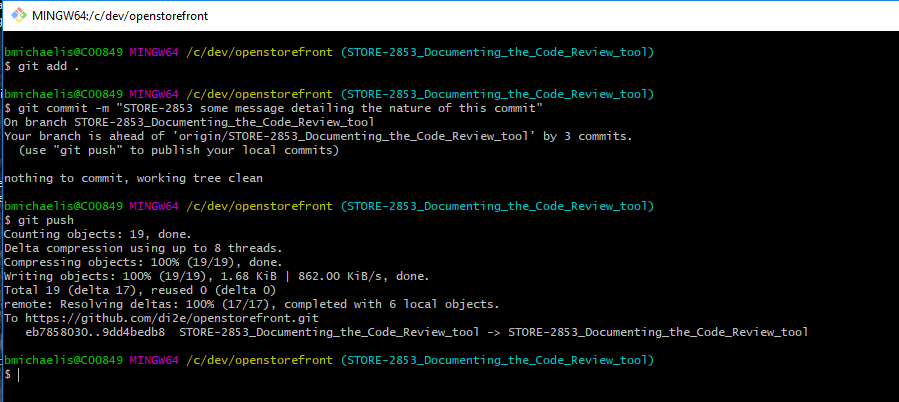 MINGW64:/c/dev/openstorefront
bmichaelis@COO849 MINGW64 /c/dev/openstorefront (STORE-2853_Documenting_the_Code_Review_tool)
$ git add .
bmichaelis@COO849 MINGW64 /c/dev/openstorefront (STORE-2853_Documenting_the_Code_Review_tool)
$ git commit -m "STORE-2853 some message detailing the nature of this commit"
On branch STORE-2853_Documenting_the_Code_Review_tool
Your branch is ahead of 'origin/STORE-2853_Documenting_the_Code_Review_tool' by 3 commits.
  (use "git push" to publish your local commits)
nothing to commit, working tree clean
bmichaelis@COO849 MINGW64 /c/dev/openstorefront (STORE-2853_Documenting_the_Code_Review_tool)
$ git push
Counting objects: 19, done.
Delta compression using up to 8 threads.
Compressing objects: 100% (19/19), done.
Writing objects: 100% (19/19), 1.68 KiB | 862.00 KiB/s, done.
Total 19 (delta 17), reused 0 (delta 0)
remote: Resolving deltas: 100% (17/17), completed with 6 local objects.
To https://github.com/di2e/openstorefront.git
   eb7858030..9dd4bedb8  STORE-2853_Documenting_the_Code_Review_tool -> STORE-2853_Documenting_the_Code_Review_tool
bmichaelis@COO849 MINGW64 /c/dev/openstorefront (STORE-2853_Documenting_the_Code_Review_tool)
$